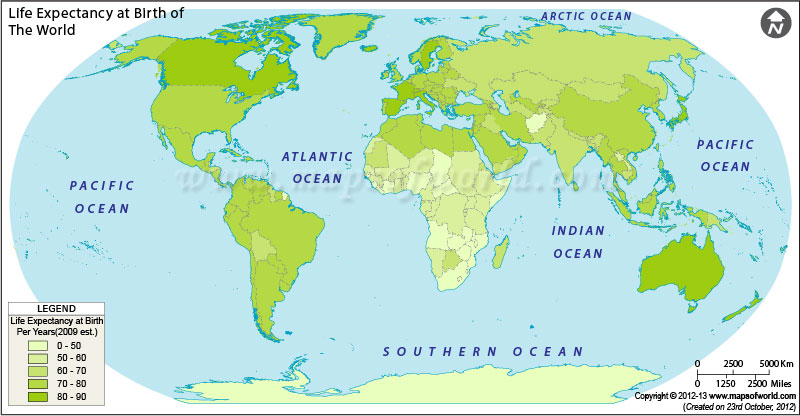 Life Expectancy at Birth of
The World
ARCTIC OCEAN
N
ATLANTIC
OCEAN
PACIFIC
OCEAN
PACIFIC
OCEAN
www.mapsofworld.com
INDIAN
OCEAN
SOUTHERN OCEAN
LEGEND
Life Expectancy at Birth
Per Years(2009 est.)
0 - 50
50 - 60
60 - 70
70 - 80
80 - 90
0 2500 5000 Km
0 1500 2500 Miles
Copyright © 2012-13 www.mapsofworld.com
(Created on 23rd October, 2012)